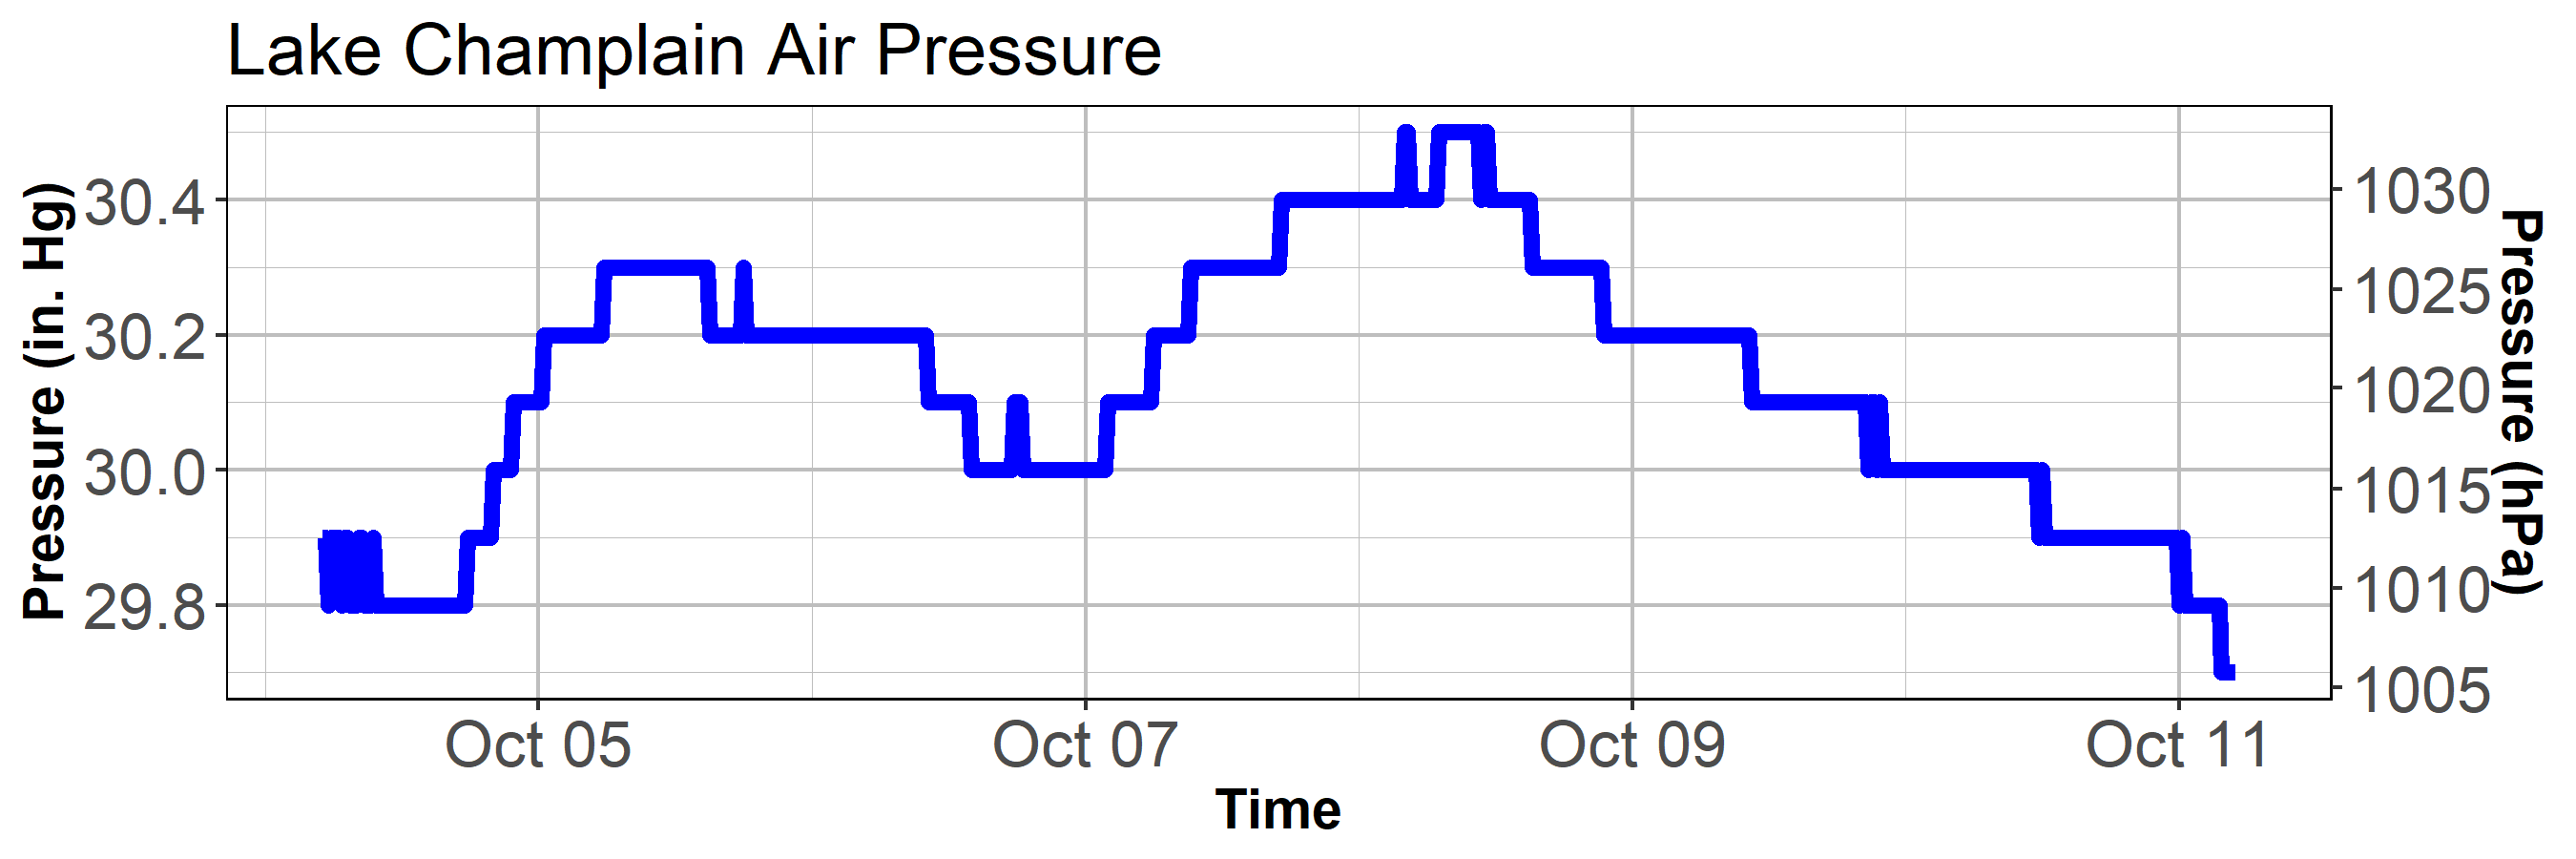 Lake Champlain Air Pressure
Pressure (in. Hg)
30.4
30.2
30.0
29.8
1030
1025
1020
1015
1010
1005
Pressure (hPa)
Oct 05
Oct 07
Oct 09
Oct 11
Time